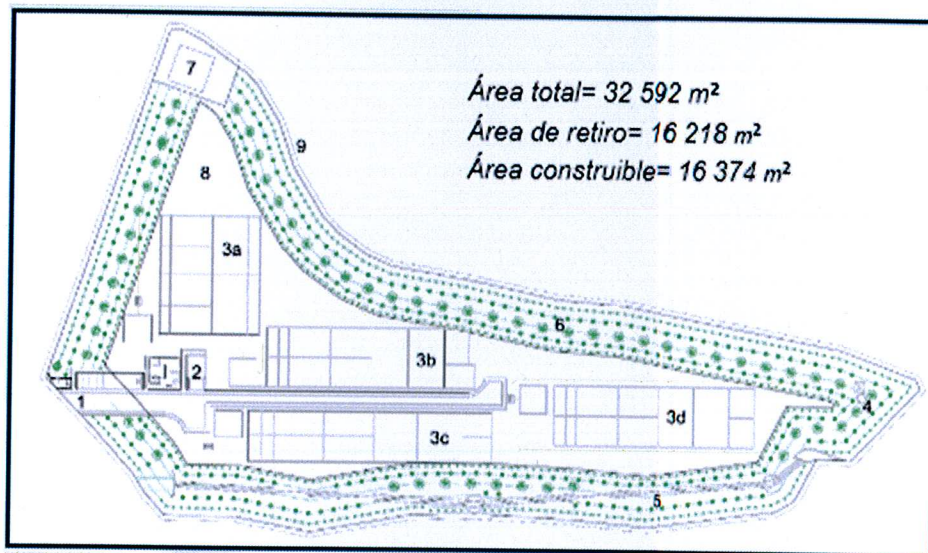 Área total= 32 592 m²
Área de retiro= 16 218 m²
Área construible= 16 374 m²
7
9
8
3a
6
3b
2
1
4
3d
3c
5